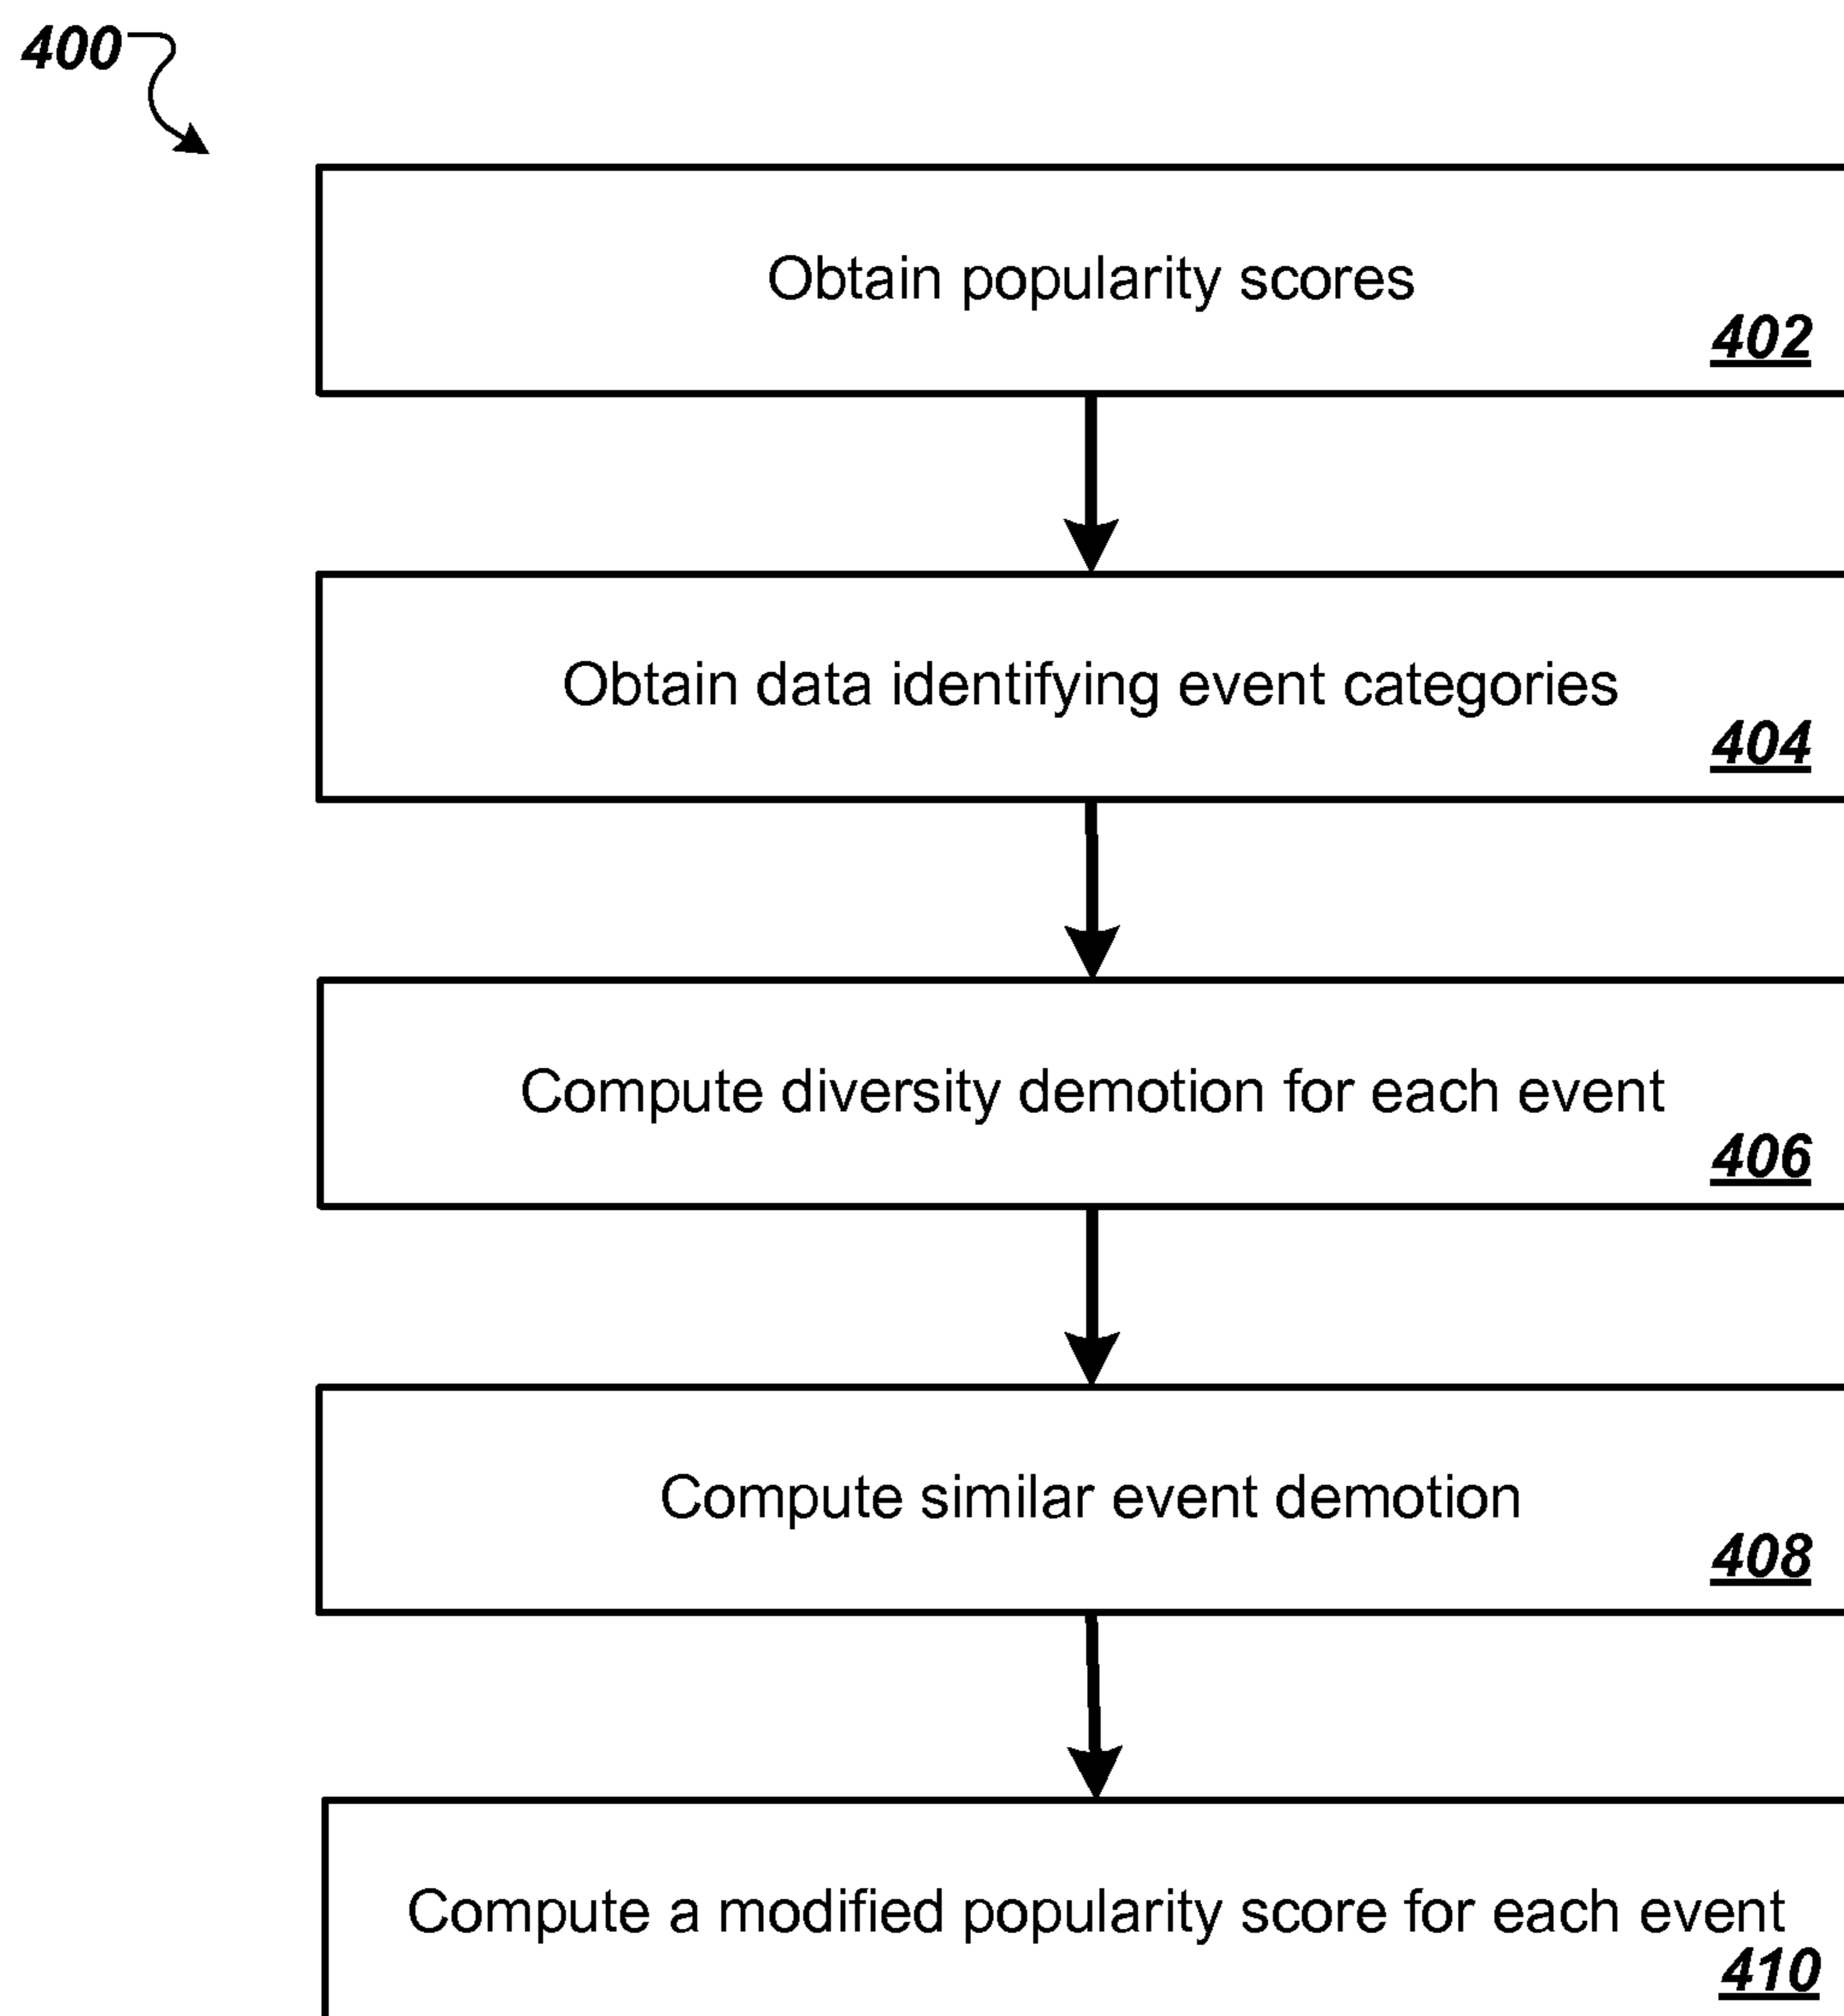 400
Obtain popularity scores
402
Obtain data identifying event categories
404
Compute diversity demotion for each event
406
Compute similar event demotion
408
Compute a modified popularity score for each event
410